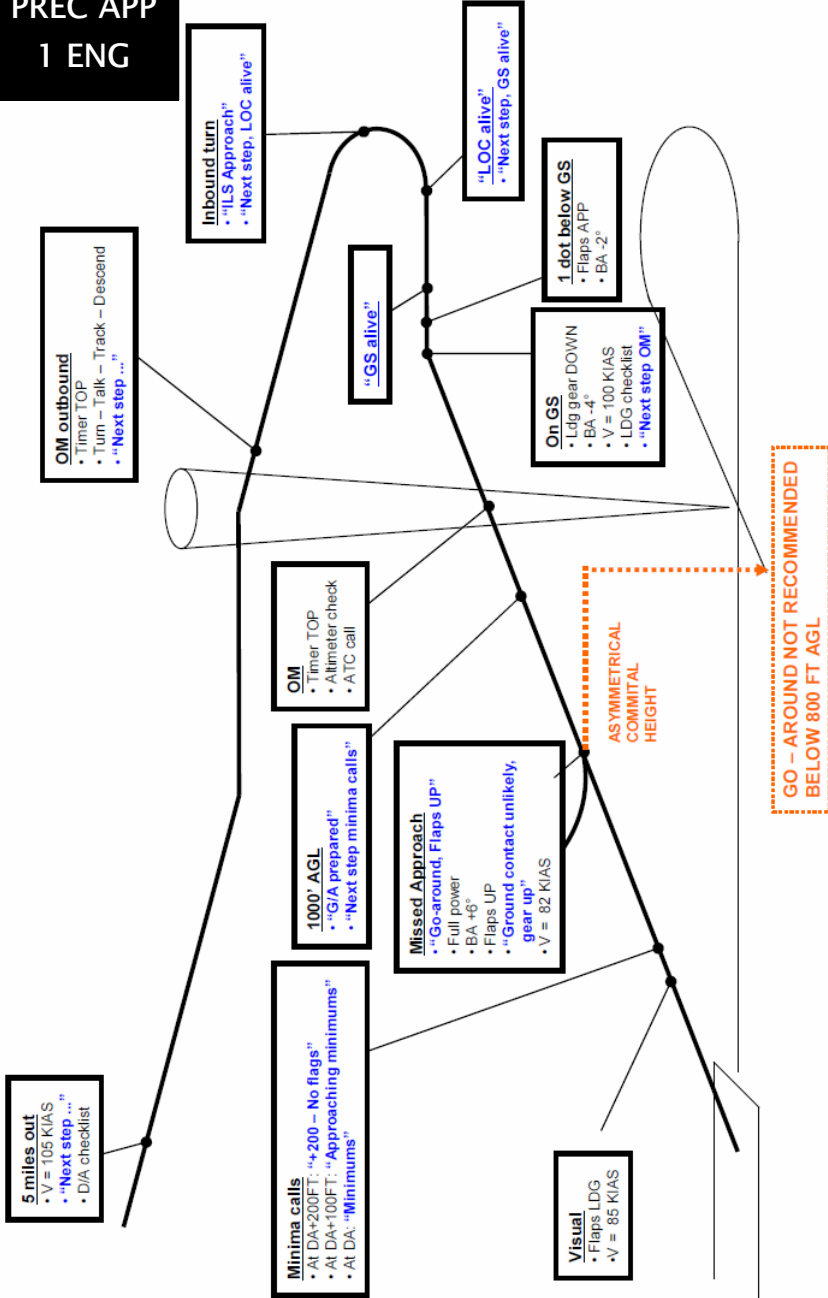 PREC APP
1 ENG
5 miles out
• V = 105 KIAS
• “Next step ...”
• D/A checklist
OM outbound
• Timer TOP
• Turn – Talk – Track – Descend
• “Next step ...”
Inbound turn
• “ILS Approach”
• “Next step, LOC alive”
“LOC alive”
• “Next step, GS alive”
“GS alive”
1 dot below GS
• Flaps APP
• BA -2°
On GS
• Ldg gear DOWN
• BA -4°
• V = 100 KIAS
• LDG checklist
• “Next step OM”
OM
• Timer TOP
• Altimeter check
• ATC call
1000’ AGL
• “G/A prepared”
• “Next step minima calls”
Missed Approach
• “Go-around, Flaps UP”
• Full power
• BA +6°
• Flaps UP
• “Ground contact unlikely,
gear up”
• V = 82 KIAS
ASYMMETRICAL
COMMITAL
HEIGHT
GO – AROUND NOT RECOMMENDED
BELOW 800 FT AGL
Minima calls
• At DA+200FT: “+200 – No flags”
• At DA+100FT: “Approaching minimums”
• At DA: “Minimums”
Visual
• Flaps LDG
•V = 85 KIAS